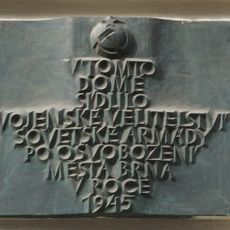 V TOMTO
DOMĚ
SÍDLILO
VOJENSKÉ VELITELSTVÍ
SOVĚTSKÉ ARMÁDY
PO OSVOBOZENÍ
MĚSTA BRNA
V ROCE
1945